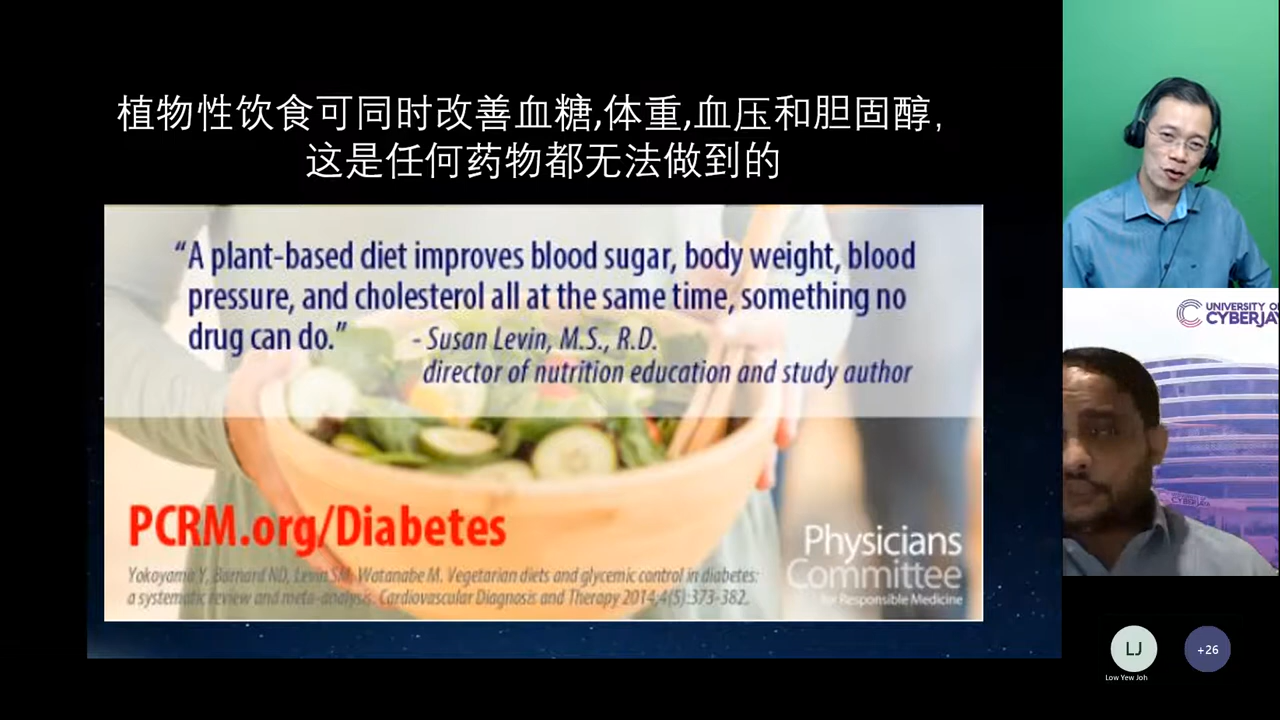 植物性饮食可同时改善血糖,体重,血压和胆固醇,
这是任何药物都无法做到的
“A plant-based diet improves blood sugar, body weight, blood
pressure, and cholesterol all at the same time, something no
drug can do.”
- Susan Levin, M.S., R.D.
director of nutrition education and study author
PCRM.org/Diabetes
Yokoyama Y, Barnard ND, Levin SM, Watanabe M. Vegetarian diets and glycemic control in diabetes:
a systematic review and meta-analysis. Cardiovascular Diagnosis and Therapy 2014;4(5):373-382.
Physicians
Committee
for Responsible Medicine
UNIVERSITY O
CYBERJAY
LJ
Low Yew Joh
+26